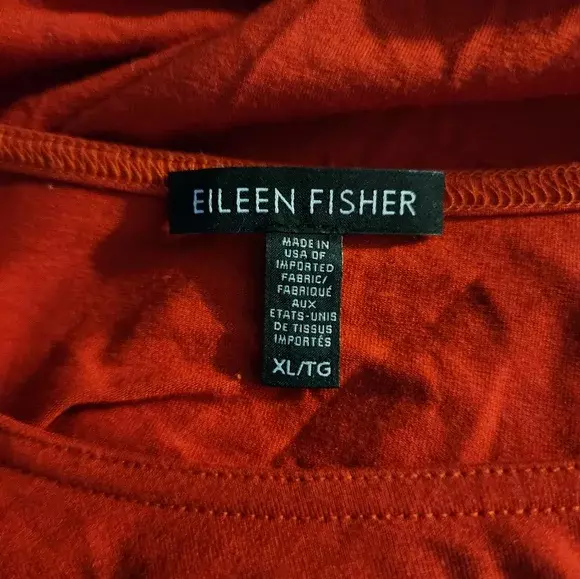 EILEEN FISHER
MADE IN
USA OF
IMPORTED
FABRIC/
FABRIQUÉ
AUX
ETATS-UNIS
DE TISSUS
IMPORTÉS
XL/TG